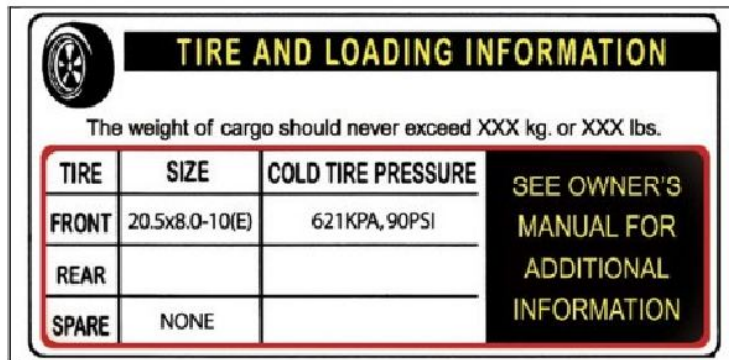 TIRE AND LOADING INFORMATION
The weight of cargo should never exceed XXX kg. or XXX lbs.
TIRE SIZE COLD TIRE PRESSURE
FRONT 20.5x8.0-10(E) 621KPA, 90PSI
REAR
SPARE NONE
SEE OWNER'S
MANUAL FOR
ADDITIONAL
INFORMATION